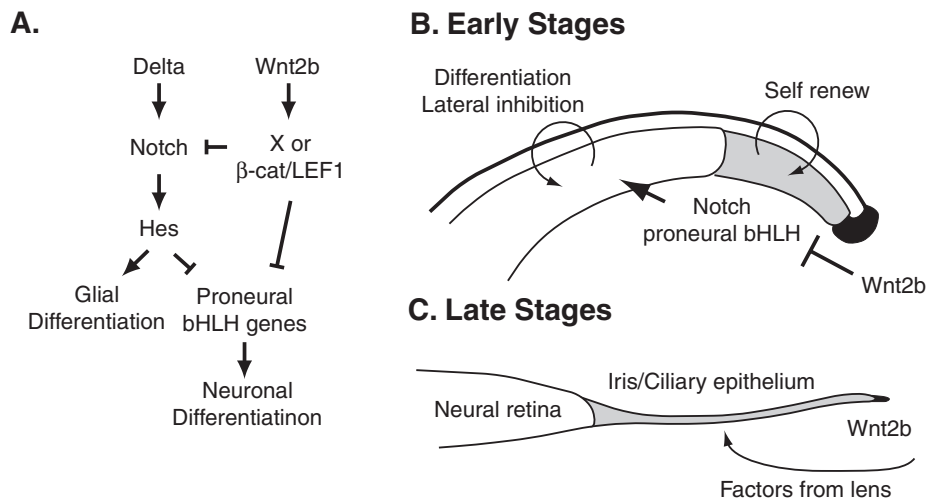 A.
Delta
Wnt2b
Notch
X or
β-cat/LEF1
Hes
Glial
Differentiation
Proneural
bHLH genes
Neuronal
Differentiatinon
B. Early Stages
Differentiation
Lateral inhibition
Self renew
Notch
proneural bHLH
Wnt2b
C. Late Stages
Iris/Ciliary epithelium
Neural retina
Wnt2b
Factors from lens